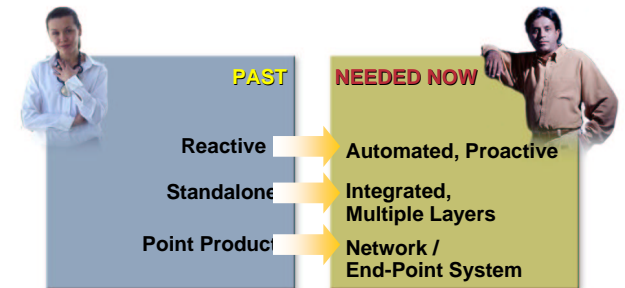 PAST
NEEDED NOW
Reactive
Automated, Proactive
Standalone
Integrated,
Multiple Layers
Point Product
Network /
End-Point System